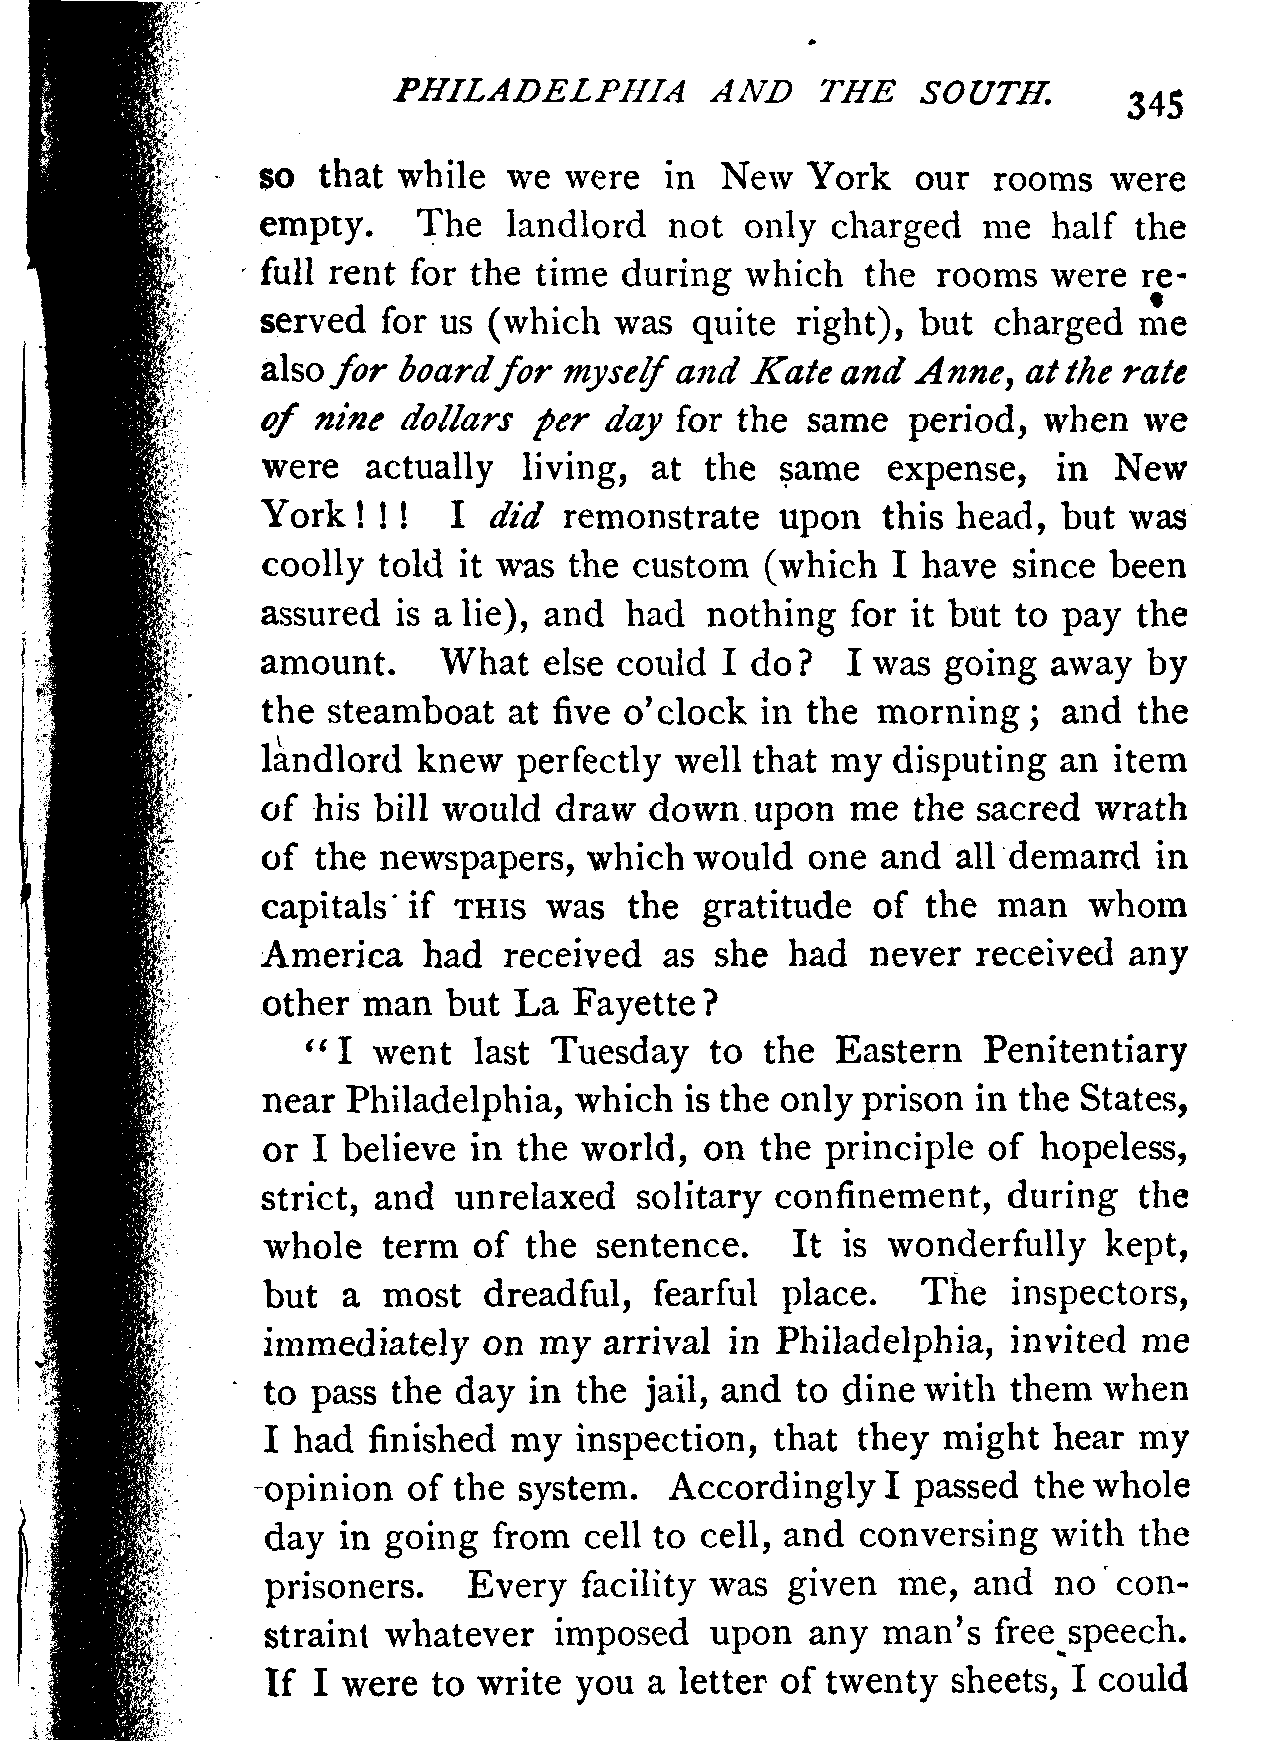 PHILADELPHIA AND THE SOUTH. 345
so that while we were in New York our rooms were
empty. The landlord not only charged me half the
full rent for the time during which the rooms were re-
served for us (which was quite right), but charged me
also for board for myself and Kate and Anne, at the rate
of nine dollars per day for the same period, when we
were actually living, at the same expense, in New
York!!! I did remonstrate upon this head, but was
coolly told it was the custom (which I have since been
assured is a lie), and had nothing for it but to pay the
amount. What else could I do? I was going away by
the steamboat at five o'clock in the morning; and the
landlord knew perfectly well that my disputing an item
of his bill would draw down upon me the sacred wrath
of the newspapers, which would one and all demand in
capitals if THIS was the gratitude of the man whom
America had received as she had never received any
other man but La Fayette?
"I went last Tuesday to the Eastern Penitentiary
near Philadelphia, which is the only prison in the States,
or I believe in the world, on the principle of hopeless,
strict, and unrelaxed solitary confinement, during the
whole term of the sentence. It is wonderfully kept,
but a most dreadful, fearful place. The inspectors,
immediately on my arrival in Philadelphia, invited me
to pass the day in the jail, and to dine with them when
I had finished my inspection, that they might hear my
opinion of the system. Accordingly I passed the whole
day in going from cell to cell, and conversing with the
prisoners. Every facility was given me, and no con-
straint whatever imposed upon any man's free speech.
If I were to write you a letter of twenty sheets, I could